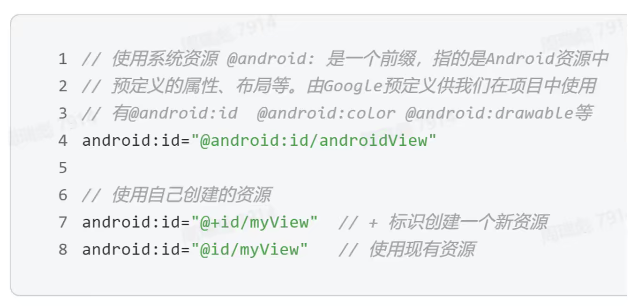 1 // 使用系统资源 @android: 是一个前缀，指的是Android资源中
2 // 预定义的属性、布局等。由Google预定义供我们在项目中使用
3 // 有@android:id  @android:color @android:drawable等
4 android:id="@android:id/androidView"
5
6 // 使用自己创建的资源
7 android:id="@+id/myView"  // + 标识创建一个新资源
8 android:id="@id/myView"   // 使用现有资源